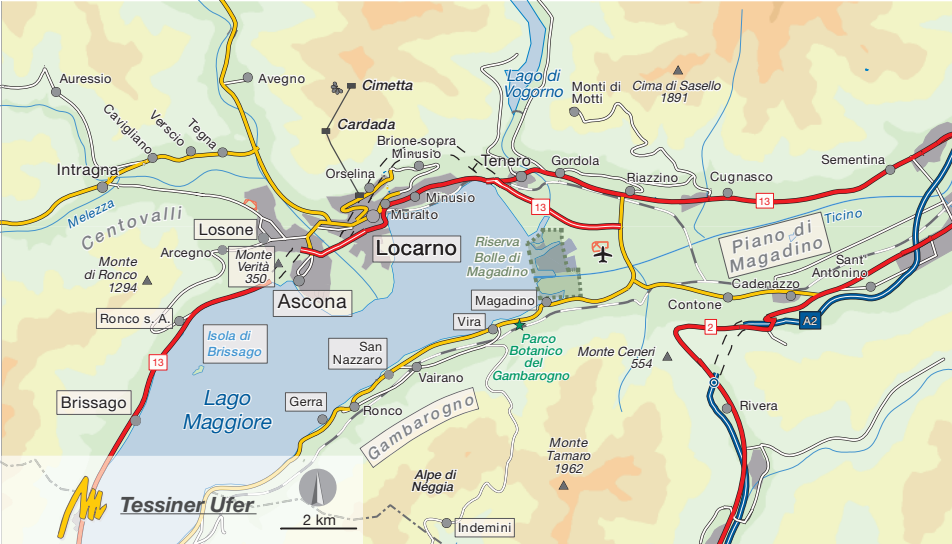 Auressio
Avegno
Cimetta
Cardada
Lago di
Vogorno
Monti di
Motti
Cima di Sasello
1891
Cavigliano
Verscio
Tegna
Brione-sopra
Minusio
Orselina
Tenero
Gordola
Sementina
Intragna
Riazzino
Cugnasco
Minusio
Muralto
13
13
Melezza
Centovalli
Losone
Locarno
Ticino
Piano di
Magadino
Arcegno
Monte
Verità
350
Riserva
Bolle di
Magadino
Sant'
Antonino
Monte
di Ronco
1294
Cadenazzo
Ascona
Magadino
Contone
Ronco s. A.
Vira
2
A2
Isola di
Brissago
Parco
Botanico
del
Gambarogno
San
Nazzaro
Monte Ceneri
554
13
Vairano
Brissago
Lago
Maggiore
Gerra
Ronco
Gambarogno
Rivera
Monte
Tamaro
1962
Alpe di
Neggia
Tessiner Ufer
2 km
Indemini